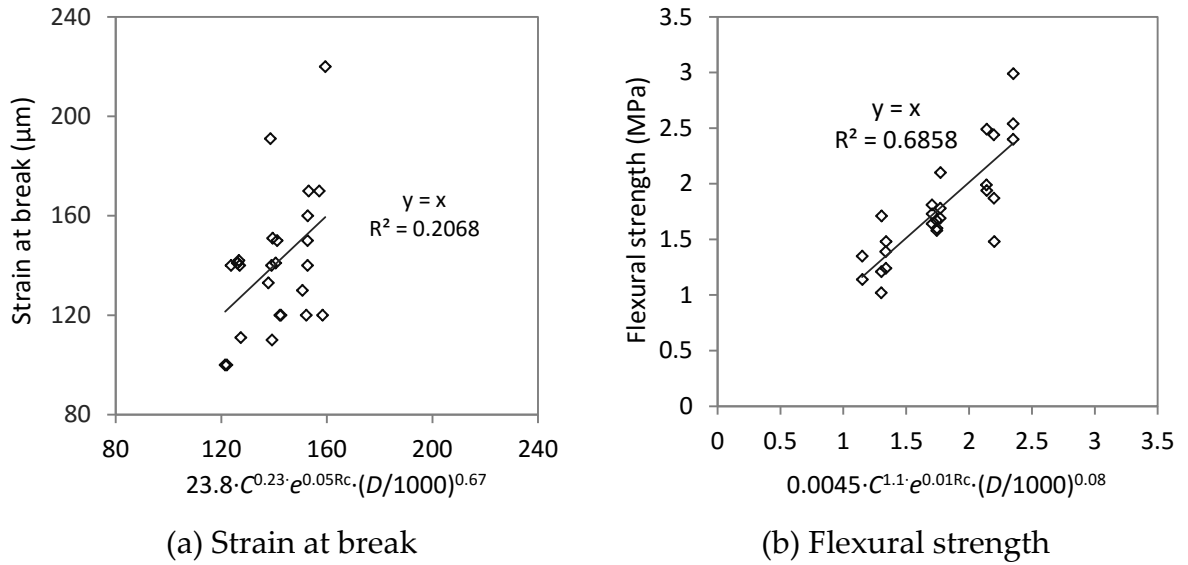 240
200
160
120
80
Strain at break (µm)
y = x
R² = 0.2068
80 120 160 200 240
23.8·C^0.23·e^0.05Rc·(D/1000)^0.67
(a) Strain at break
3.5
3
2.5
2
1.5
1
0.5
0
Flexural strength (MPa)
y = x
R² = 0.6858
0 0.5 1 1.5 2 2.5 3 3.5
0.0045·C^1.1·e^0.01Rc·(D/1000)^0.08
(b) Flexural strength